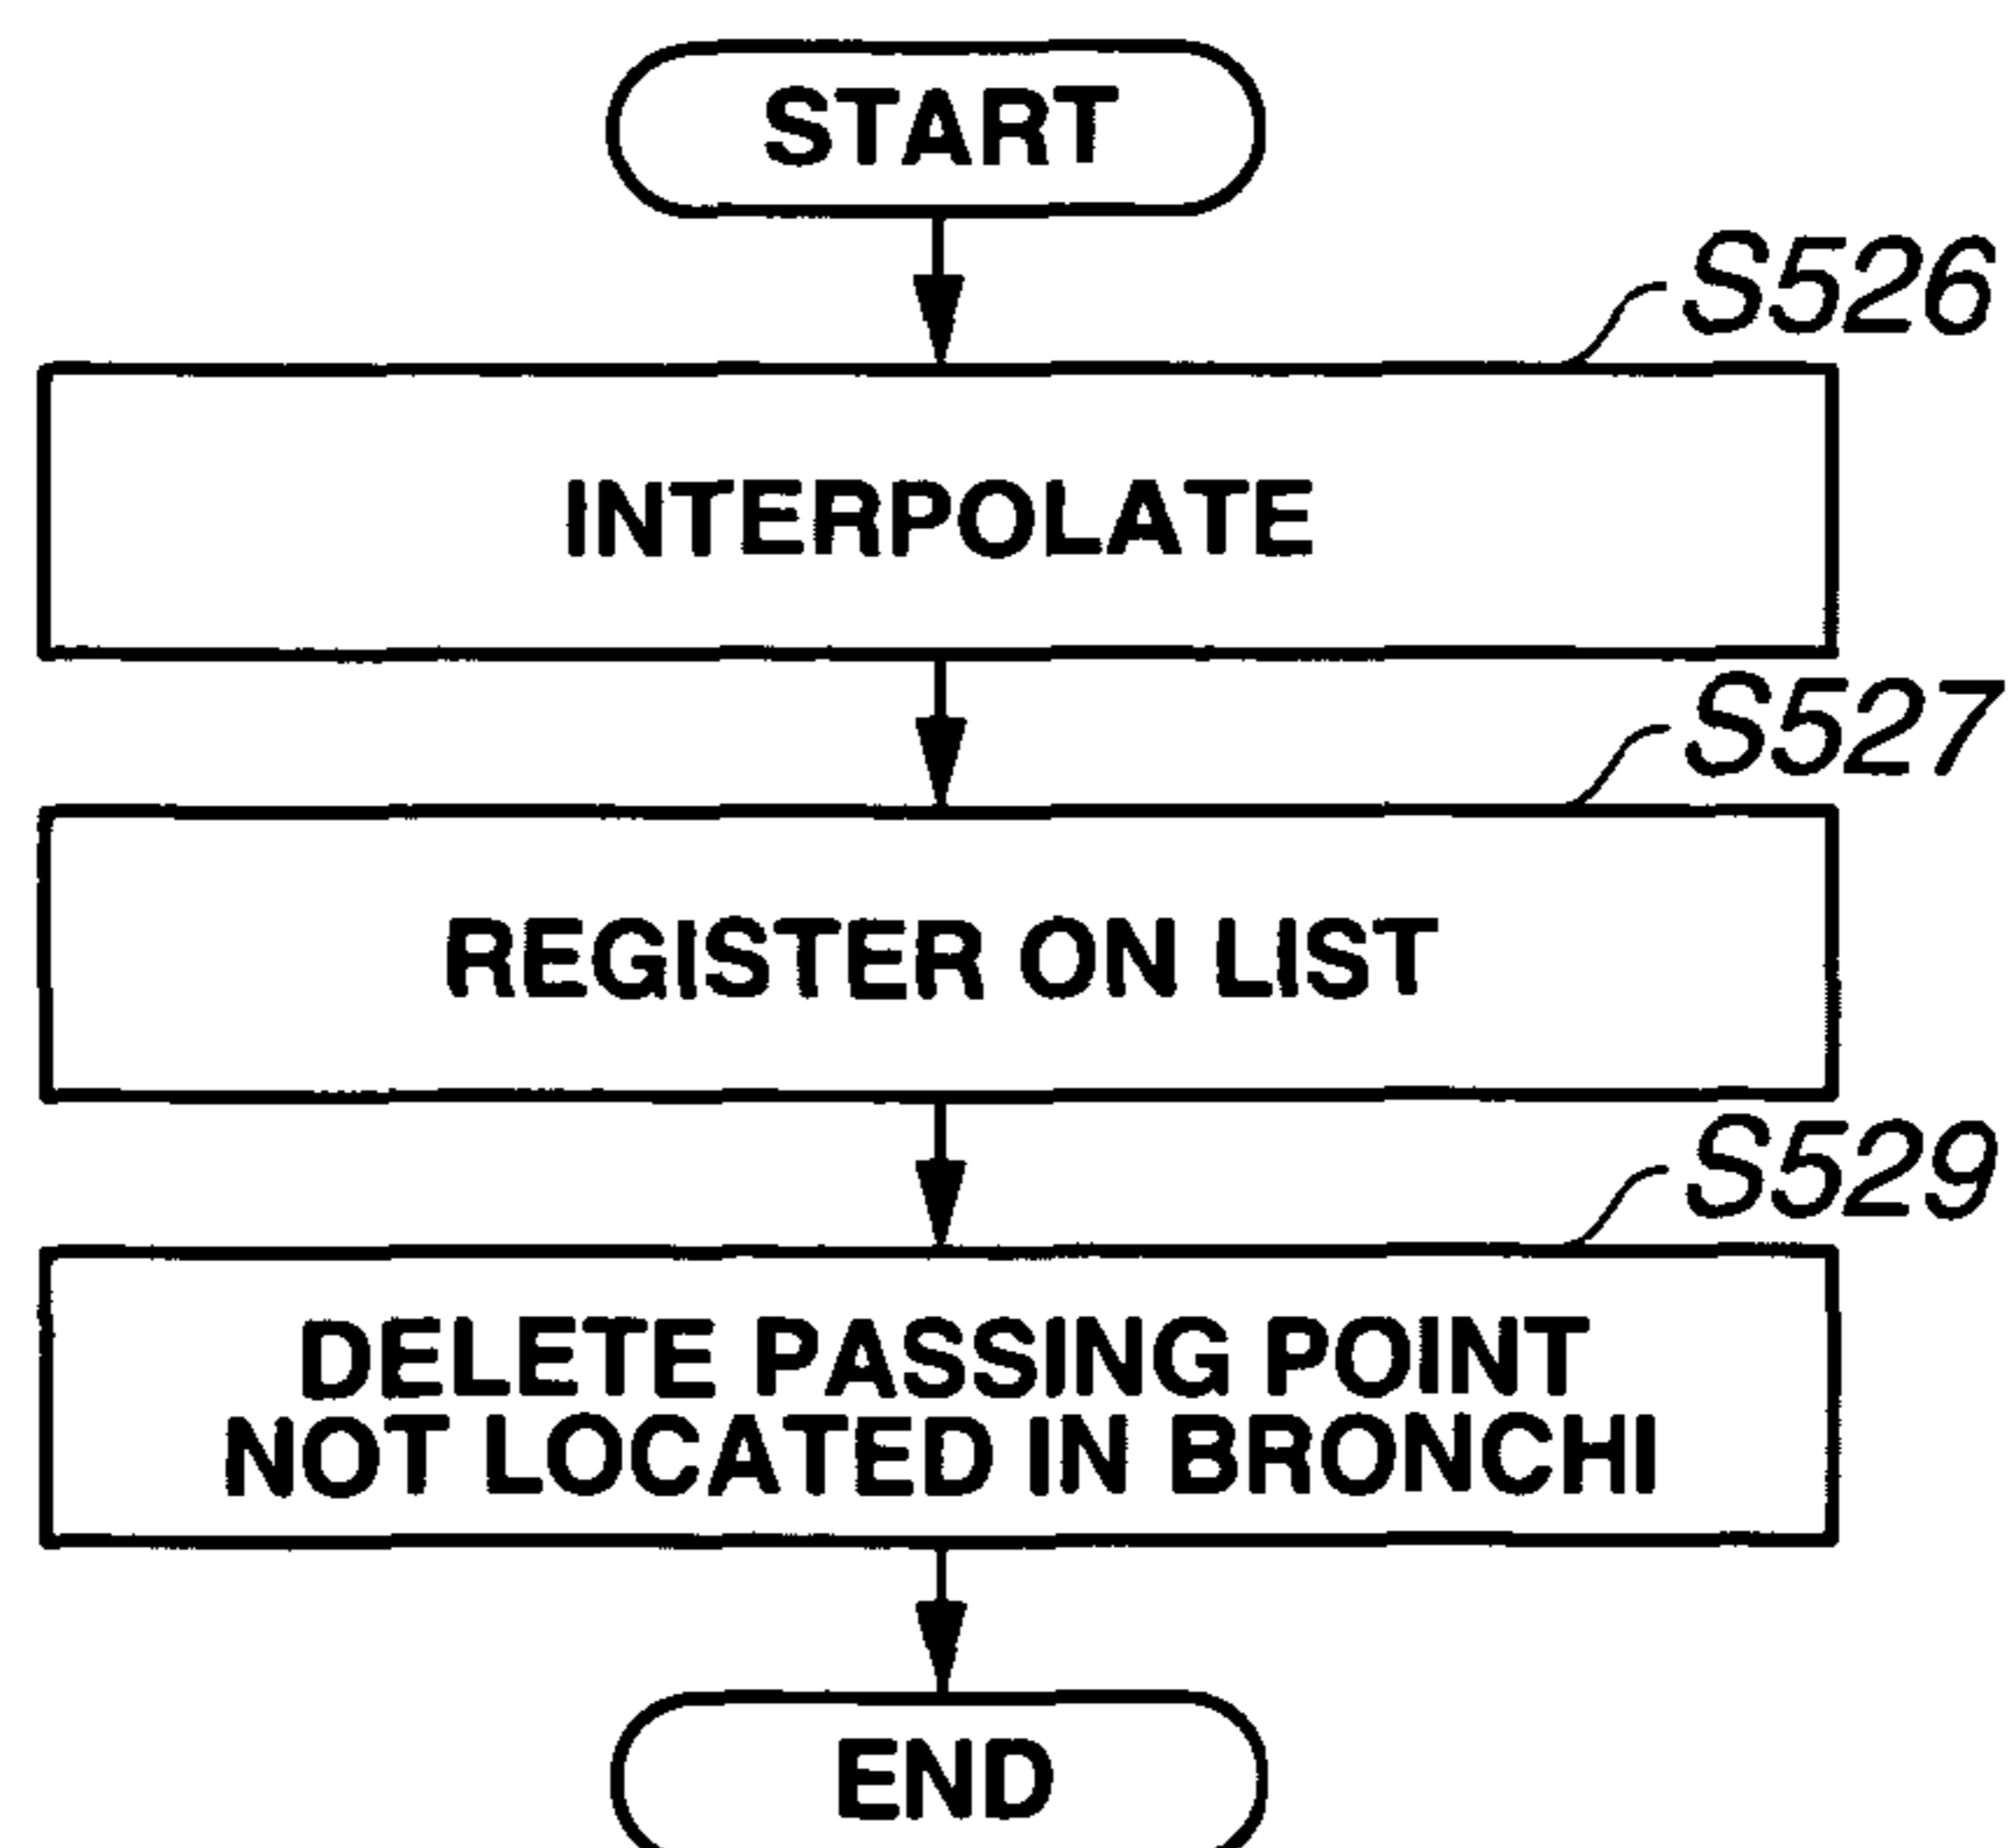 START
S526
INTERPOLATE
S527
REGISTER ON LIST
S529
DELETE PASSING POINT
NOT LOCATED IN BRONCHI
END